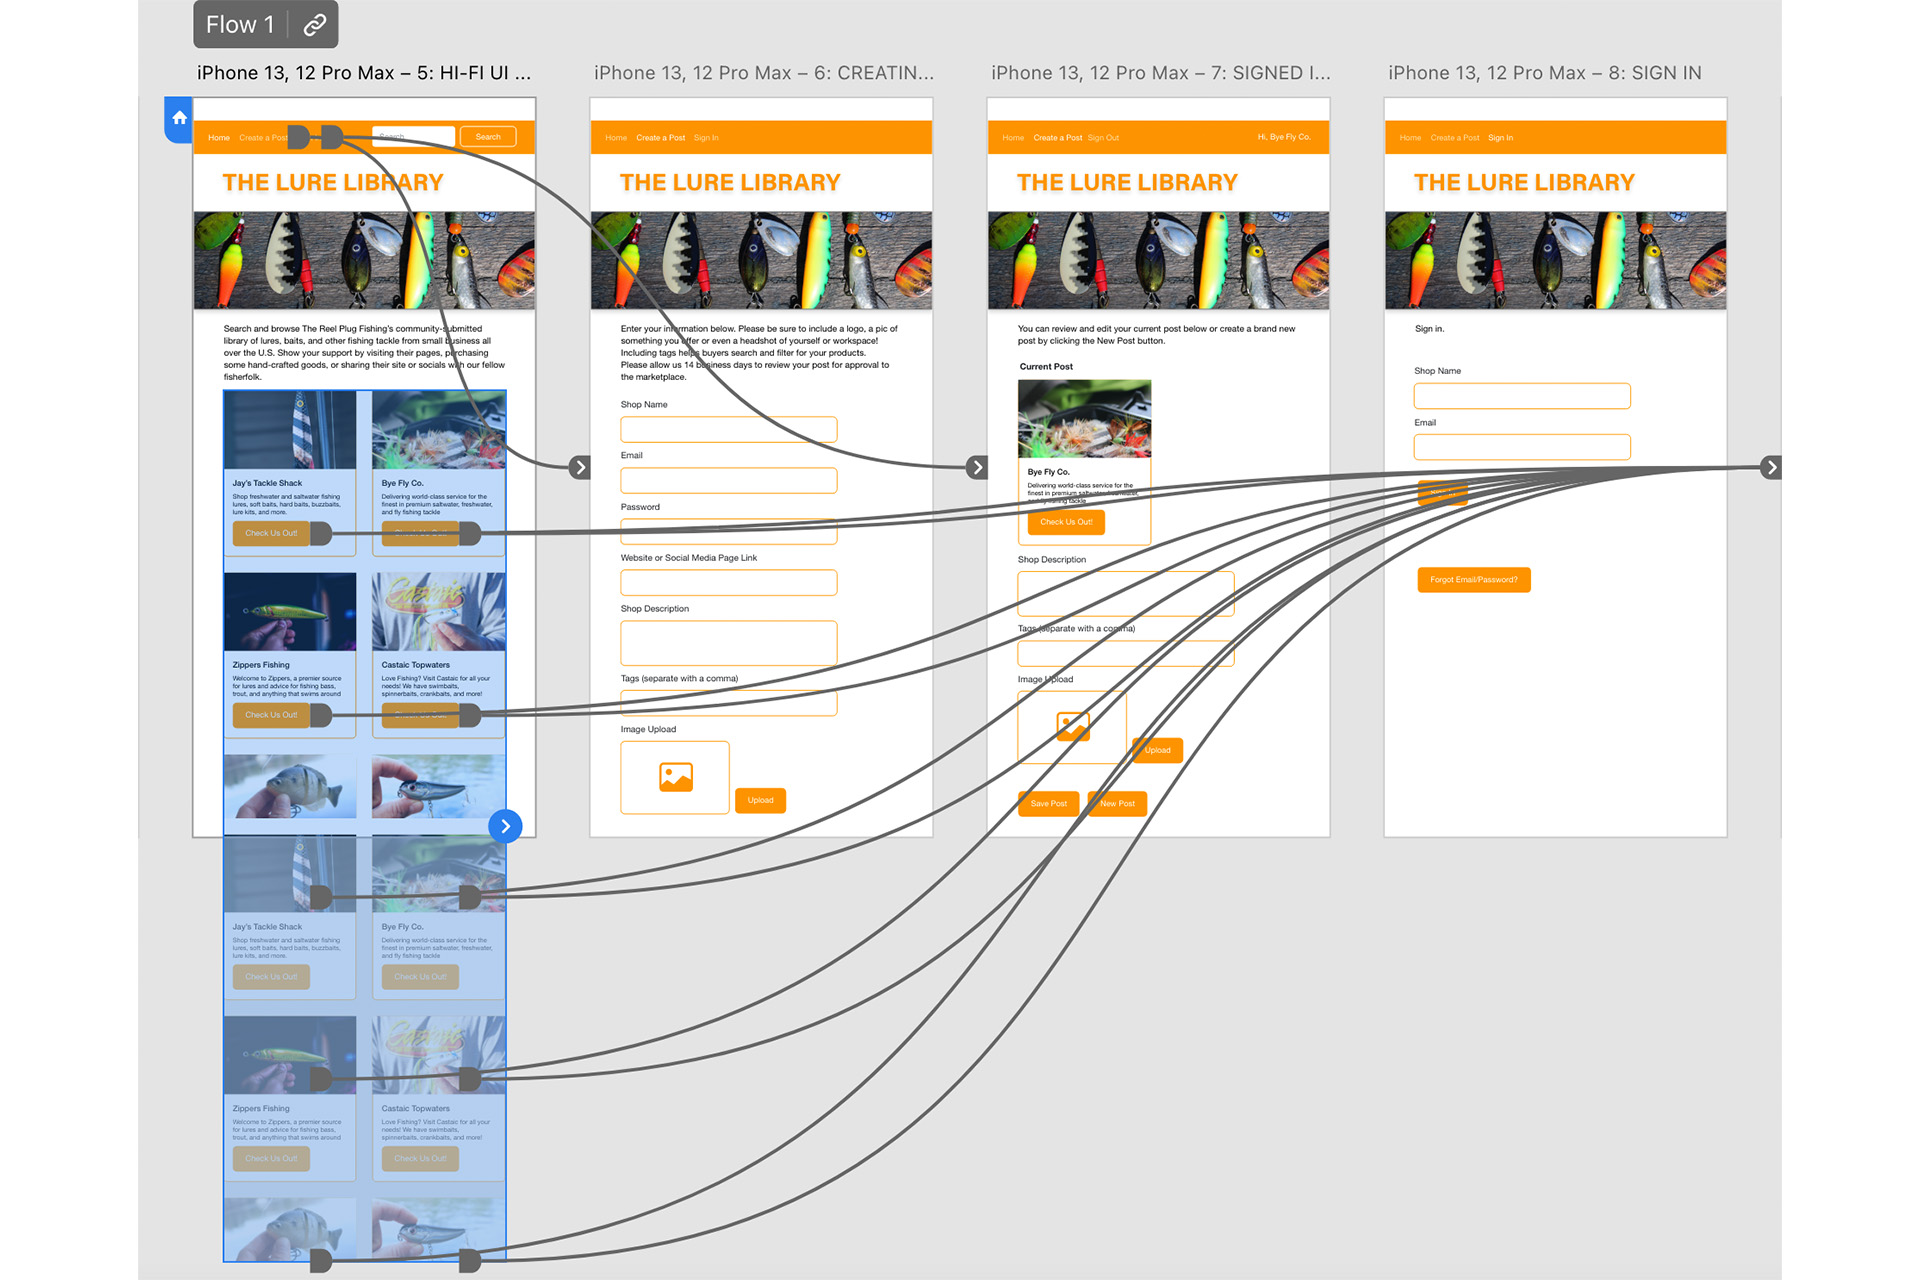 Flow 1
iPhone 13, 12 Pro Max – 5: HI-FI UI ...
Home Create a Post Search Search
THE LURE LIBRARY
Search and browse The Reel Plug Fishing's community-submitted
library of lures, baits, and other fishing tackle from small business all
over the U.S. Show your support by visiting their pages, purchasing
some hand-crafted goods, or sharing their site or socials with our fellow
fisherfolk.
Jay's Tackle Shack
Shop freshwater and saltwater fishing
lures, soft baits, hard baits, buzzbaits,
lure kits, and more.
Check Us Out!
Bye Fly Co.
Delivering world-class service for the
finest in premium saltwater, freshwater,
and fly fishing tackle
Check Us Out!
Zippers Fishing
Welcome to Zippers, a premier source
for lures and advice for fishing bass,
trout, and anything that swims around
Check Us Out!
Castaic Topwaters
Love Fishing? Visit Castaic for all your
needs! We have swimbaits,
spinnerbaits, crankbaits, and more!
Check Us Out!
Jay's Tackle Shack
Shop freshwater and saltwater fishing
lures, soft baits, hard baits, buzzbaits,
lure kits, and more.
Check Us Out!
Bye Fly Co.
Delivering world-class service for the
finest in premium saltwater, freshwater,
and fly fishing tackle
Check Us Out!
Zippers Fishing
Welcome to Zippers, a premier source
for lures and advice for fishing bass,
trout, and anything that swims around
Check Us Out!
Castaic Topwaters
Love Fishing? Visit Castaic for all your
needs! We have swimbaits,
spinnerbaits, crankbaits, and more!
Check Us Out!
iPhone 13, 12 Pro Max – 6: CREATIN...
Home Create a Post Sign In
THE LURE LIBRARY
Enter your information below. Please be sure to include a logo, a pic of
something you offer or even a headshot of yourself or workspace!
Including tags helps buyers search and filter for your products.
Please allow us 14 business days to review your post for approval to
the marketplace.
Shop Name
Email
Password
Website or Social Media Page Link
Shop Description
Tags (separate with a comma)
Image Upload
Upload
iPhone 13, 12 Pro Max – 7: SIGNED I...
Home Create a Post Sign Out Hi, Bye Fly Co.
THE LURE LIBRARY
You can review and edit your current post below or create a brand new
post by clicking the New Post button.
Current Post
Bye Fly Co.
Delivering world-class service for the
finest in premium saltwater, freshwater,
and fly fishing tackle
Check Us Out!
Shop Description
Tags (separate with a comma)
Image Upload
Upload
Save Post New Post
iPhone 13, 12 Pro Max – 8: SIGN IN
Home Create a Post Sign In
THE LURE LIBRARY
Sign in.
Shop Name
Email
Forgot Email/Password?